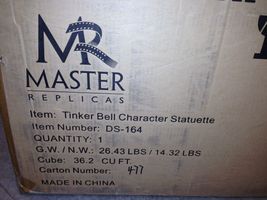 MR
MASTER
REPLICAS
Item: Tinker Bell Character Statuette
Item Number: DS-164
QUANTITY: 1
G.W./N.W.: 26.43 LBS / 14.32 LBS
Cube: 36.2 CU FT.
Carton Number: 477
MADE IN CHINA